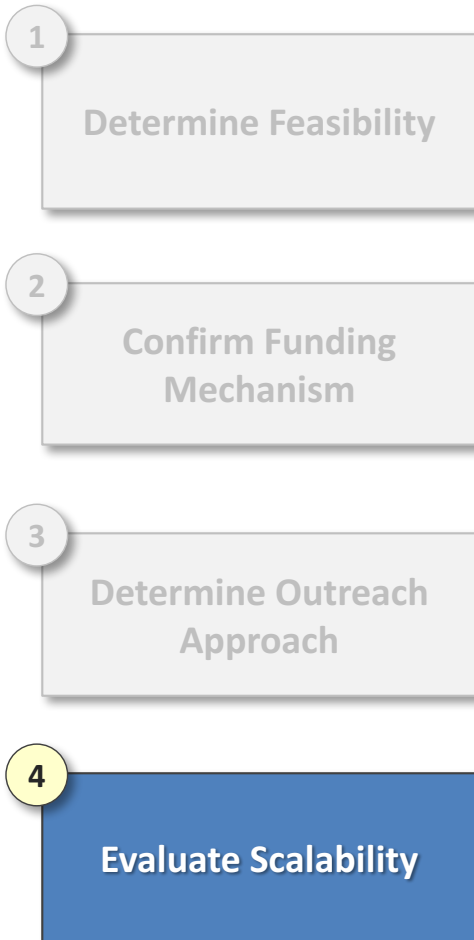 1
Determine Feasibility
2
Confirm Funding
Mechanism
3
Determine Outreach
Approach
4
Evaluate Scalability